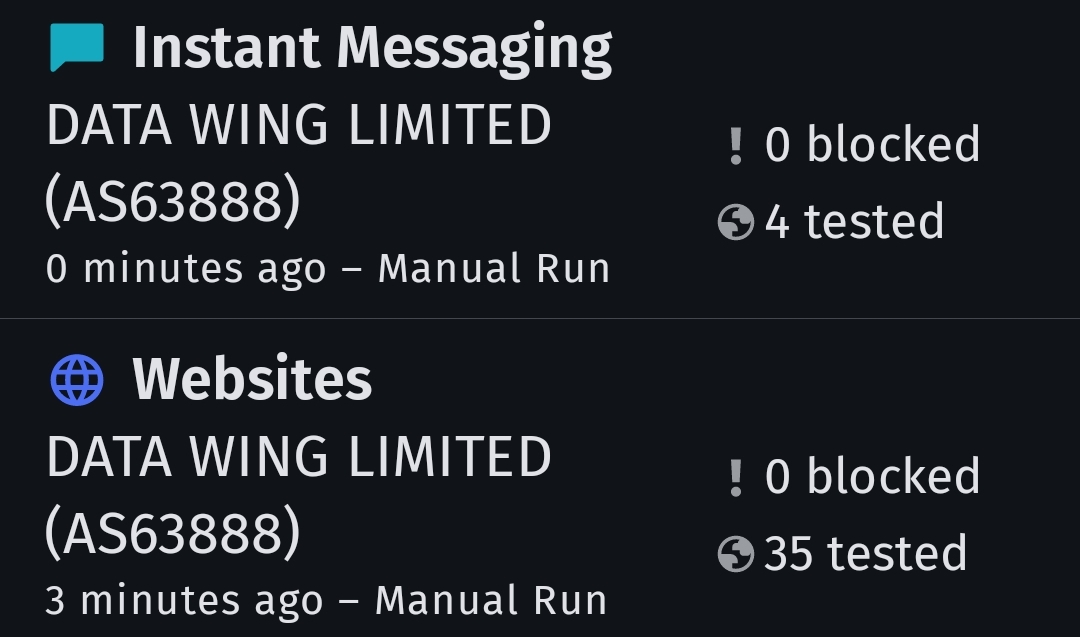 Instant Messaging
DATA WING LIMITED
(AS63888)
0 minutes ago – Manual Run
0 blocked
4 tested
Websites
DATA WING LIMITED
(AS63888)
3 minutes ago – Manual Run
0 blocked
35 tested